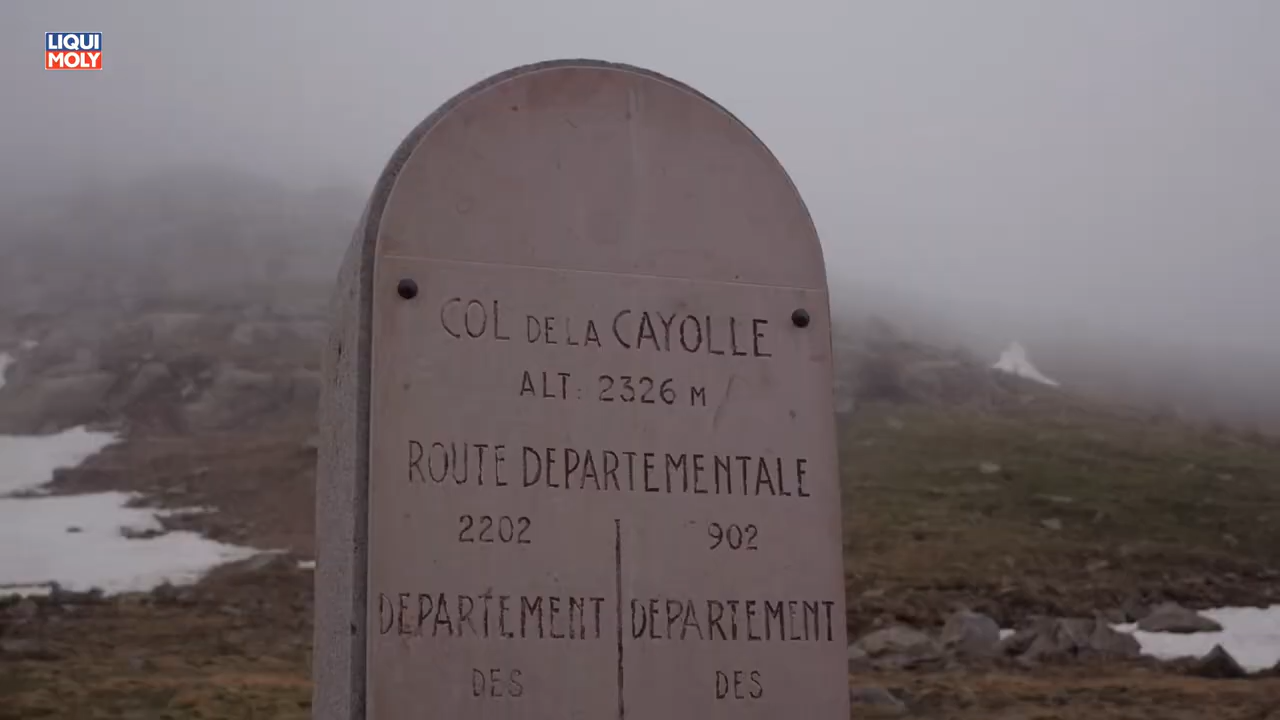 LIQUI
MOLY
COL DE LA CAYOLLE
ALT: 2326 M
ROUTE DEPARTEMENTALE
2202 902
DEPARTEMENT DEPARTEMENT
DES DES